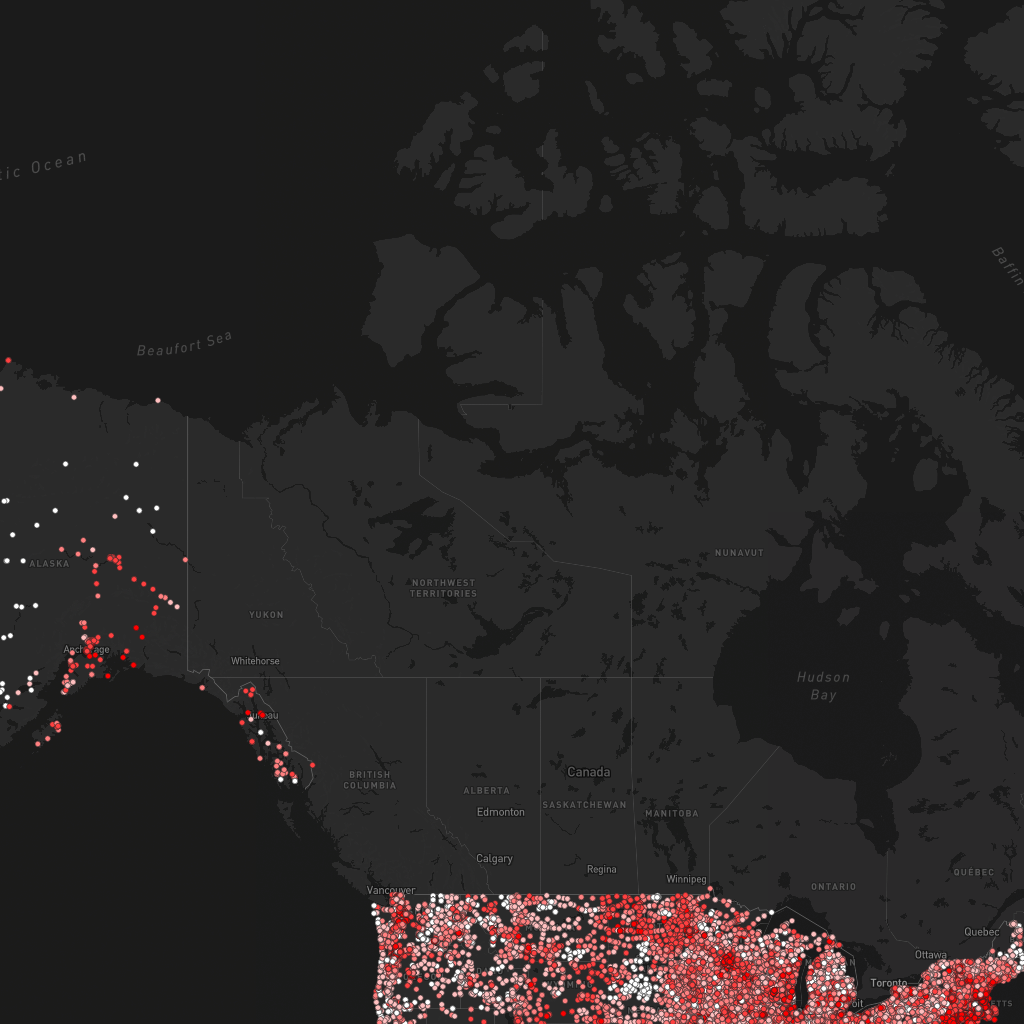 tic Ocean
Baffin
Beaufort Sea
NUNAVUT
ALASKA
NORTHWEST
TERRITORIES
YUKON
Anchorage
Whitehorse
Hudson
Bay
Juneau
BRITISH
COLUMBIA
Canada
ALBERTA
SASKATCHEWAN
Edmonton
MANITOBA
Calgary
Regina
QUÉBEC
Winnipeg
ONTARIO
Vancouver
Quebec
Ottawa
Toronto
oit
ETTS